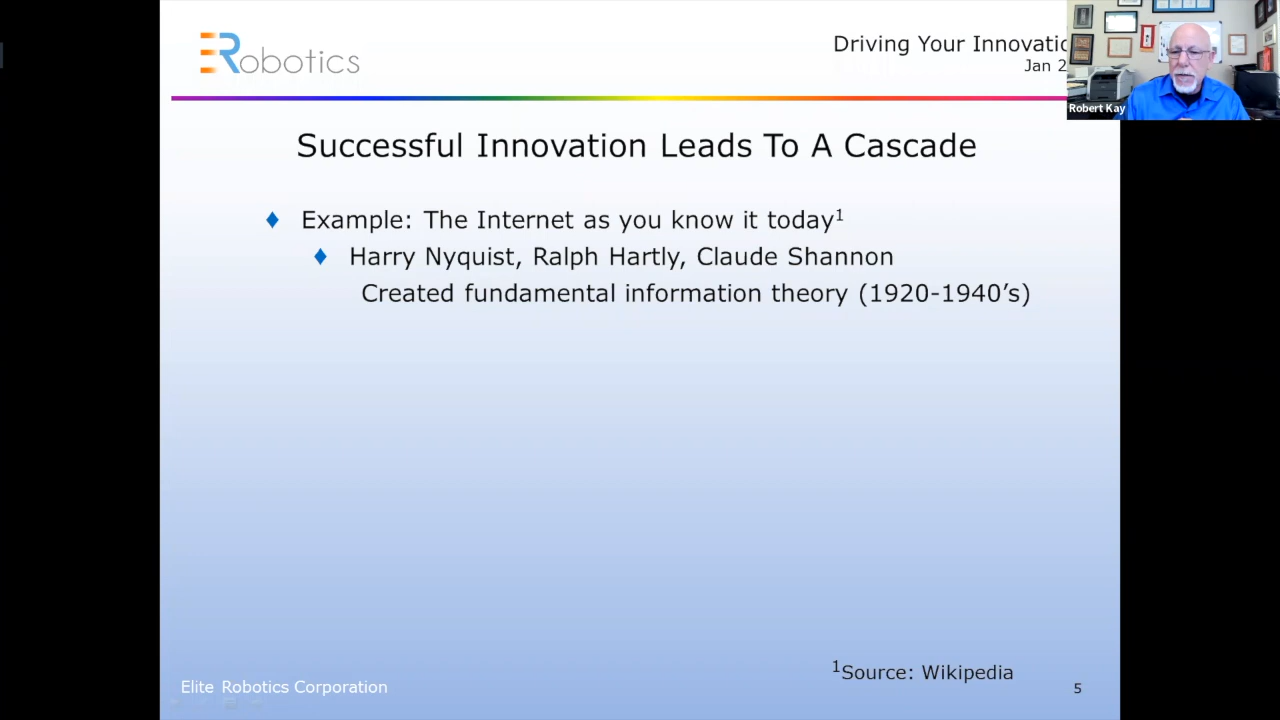 ERobotics
Driving Your Innovatio
Jan 2
Robert Kay
Successful Innovation Leads To A Cascade
Example: The Internet as you know it today1
Harry Nyquist, Ralph Hartly, Claude Shannon
Created fundamental information theory (1920-1940’s)
1Source: Wikipedia
Elite Robotics Corporation
5